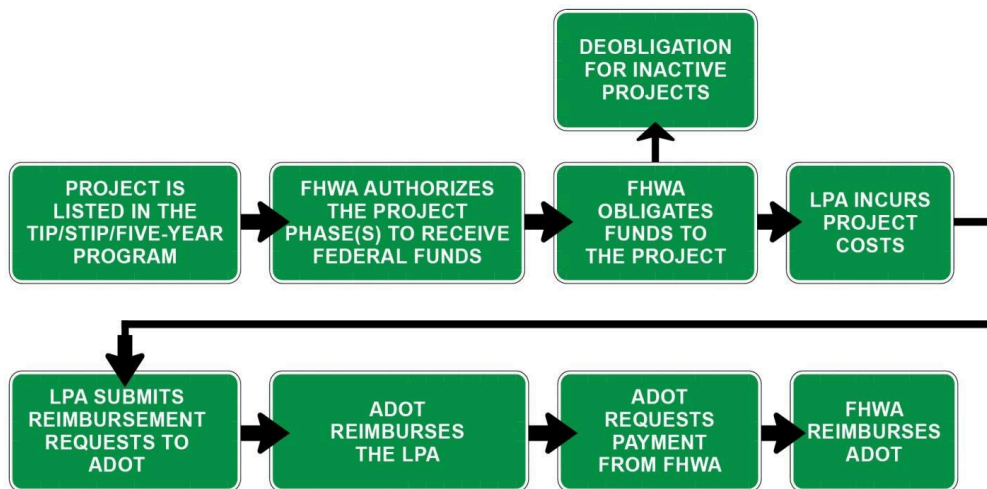 DEOBLIGATION
FOR INACTIVE
PROJECTS
PROJECT IS
LISTED IN THE
TIP/STIP/FIVE-YEAR
PROGRAM
FHWA AUTHORIZES
THE PROJECT
PHASE(S) TO RECEIVE
FEDERAL FUNDS
FHWA
OBLIGATES
FUNDS TO
THE PROJECT
LPA INCURS
PROJECT
COSTS
LPA SUBMITS
REIMBURSEMENT
REQUESTS TO
ADOT
ADOT
REIMBURSES
THE LPA
ADOT
REQUESTS
PAYMENT
FROM FHWA
FHWA
REIMBURSES
ADOT